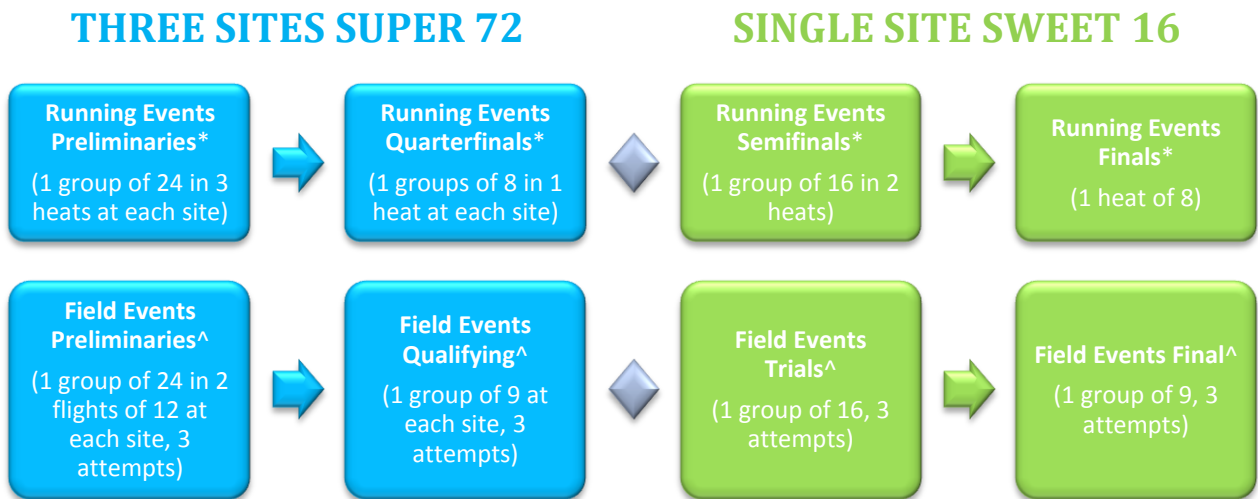 THREE SITES SUPER 72
SINGLE SITE SWEET 16
Running Events
Preliminaries*
(1 group of 24 in 3
heats at each site)
Running Events
Quarterfinals*
(1 groups of 8 in 1
heat at each site)
Running Events
Semifinals*
(1 group of 16 in 2
heats)
Running Events
Finals*
(1 heat of 8)
Field Events
Preliminaries^
(1 group of 24 in 2
flights of 12 at
each site, 3
attempts)
Field Events
Qualifying^
(1 group of 9 at
each site, 3
attempts)
Field Events
Trials^
(1 group of 16, 3
attempts)
Field Events Final^
(1 group of 9, 3
attempts)